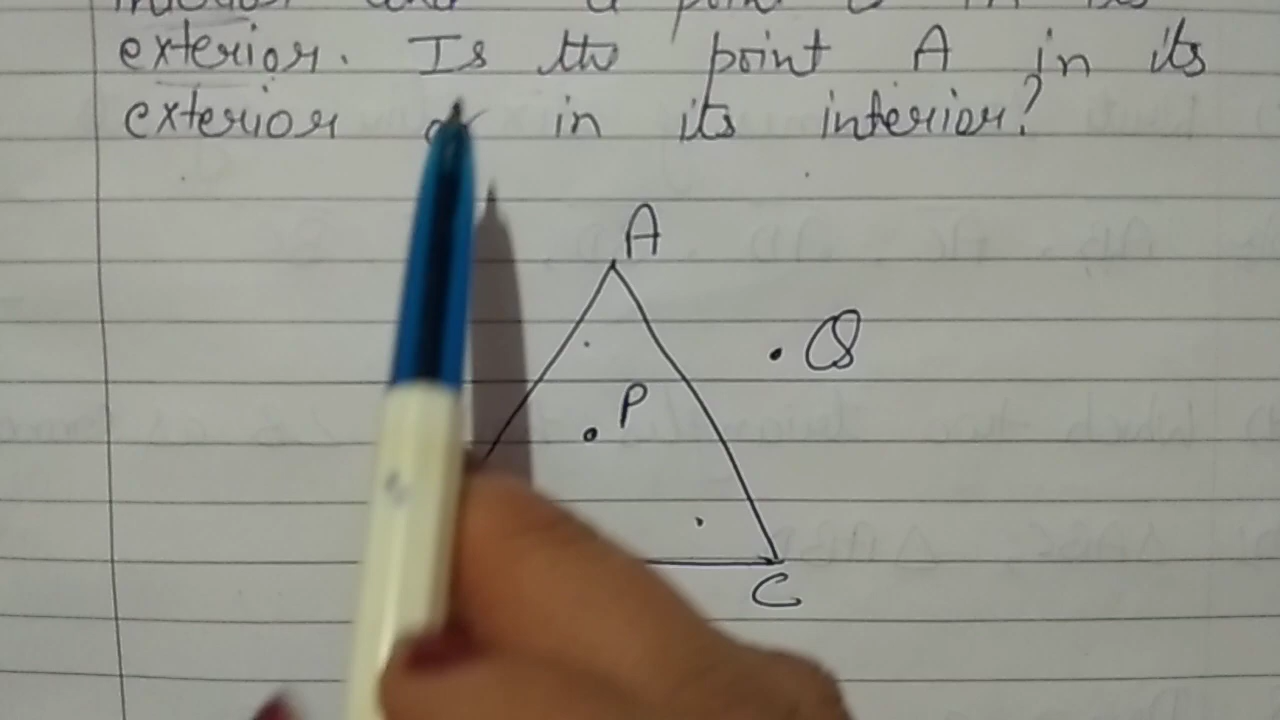 exterior. Is the point A in its
exterior or in its interior?
A
Q
P
C